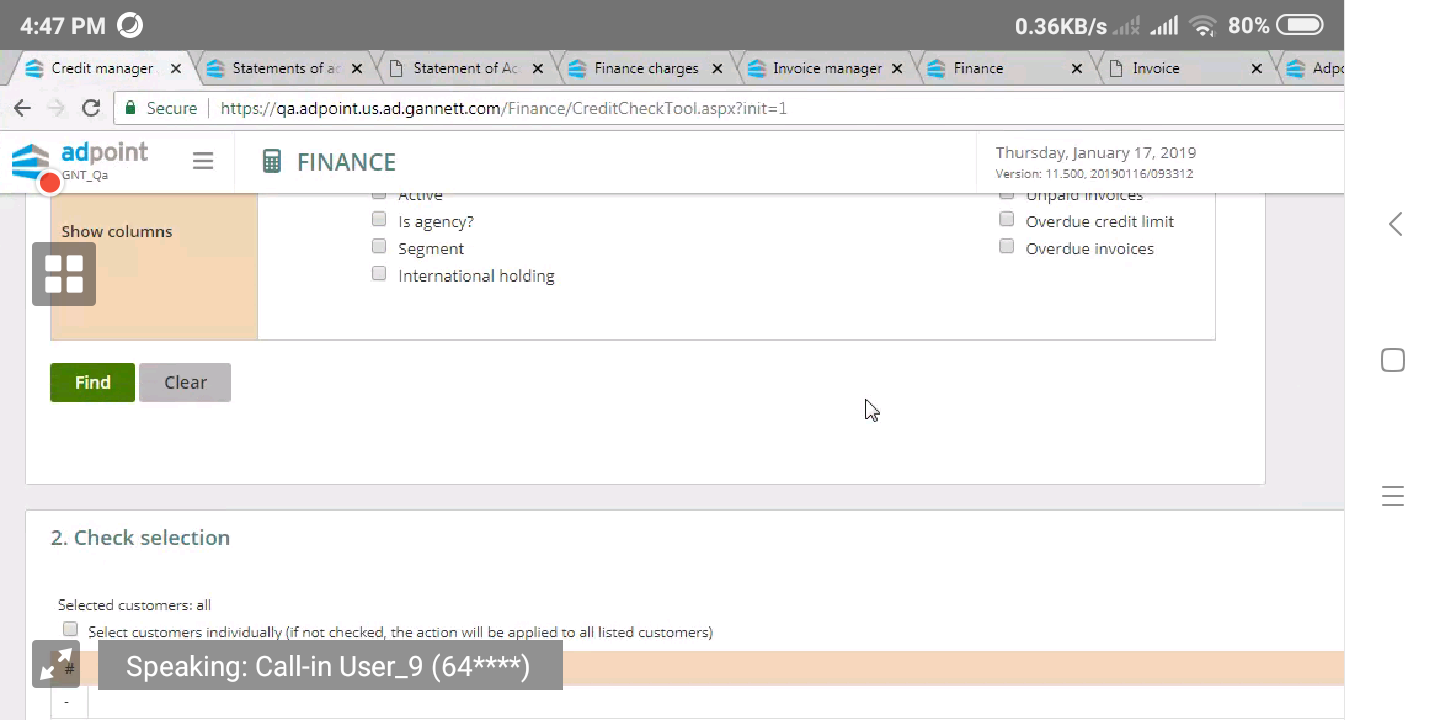 4:47 PM
0.36KB/s 80%
Credit manager
Statements of ac
Statement of Ac
Finance charges
Invoice manager
Finance
Invoice
Adpo
Secure https://qa.adpoint.us.ad.gannett.com/Finance/CreditCheckTool.aspx?init=1
adpoint
GNT_Qa
FINANCE
Thursday, January 17, 2019
Version: 11.500, 20190116/093312
Active
Unpaid invoices
Show columns
Is agency?
Overdue credit limit
Segment
Overdue invoices
International holding
Find Clear
2. Check selection
Selected customers: all
Select customers individually (if not checked, the action will be applied to all listed customers)
#
Speaking: Call-in User_9 (64****)
-